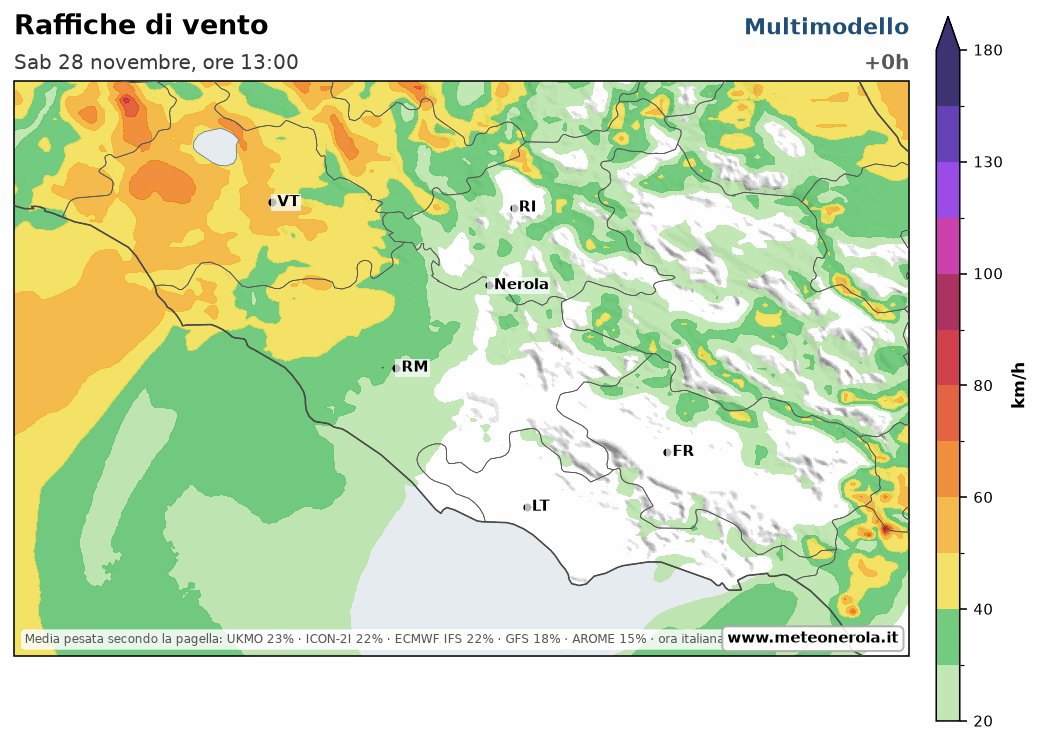 Raffiche di vento
Multimodello
Sab 28 novembre, ore 13:00
+0h
VT
RI
Nerola
RM
FR
LT
Media pesata secondo la pagella: UKMO 23% · ICON-2I 22% · ECMWF IFS 22% · GFS 18% · AROME 15% · ora italiana
www.meteonerola.it
180
130
100
80
60
40
20
km/h